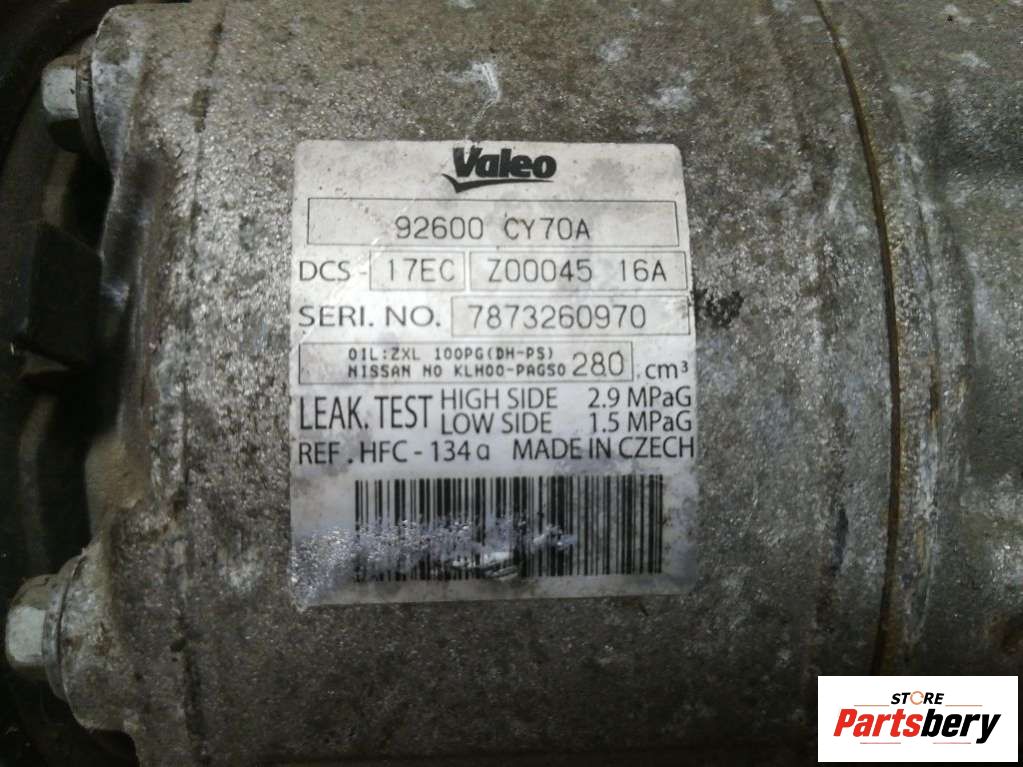 Valeo
92600 CY70A
DCS - 17EC Z00045 16A
SERI. NO. 7873260970
OIL:ZXL 100PG(DH-PS)
NISSAN NO KLH00-PAGS0 280 .cm³
LEAK. TEST HIGH SIDE 2.9 MPaG
LOW SIDE 1.5 MPaG
REF . HFC - 134a MADE IN CZECH
STORE
Partsbery